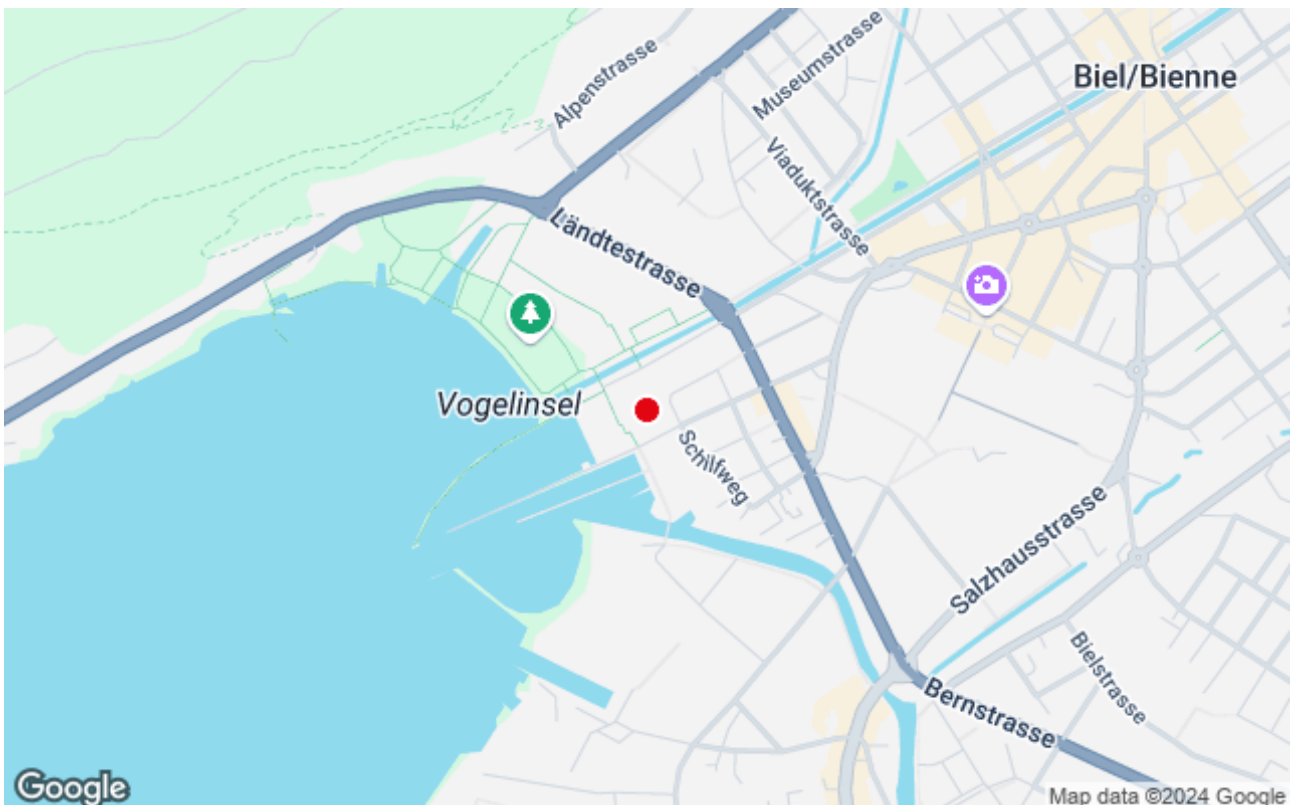 Alpenstrasse
Museumstrasse
Biel/Bienne
Viaduktstrasse
Ländtestrasse
Vogelinsel
Schilfweg
Salzhausstrasse
Bielstrasse
Bernstrasse
Google
Map data ©2024 Google